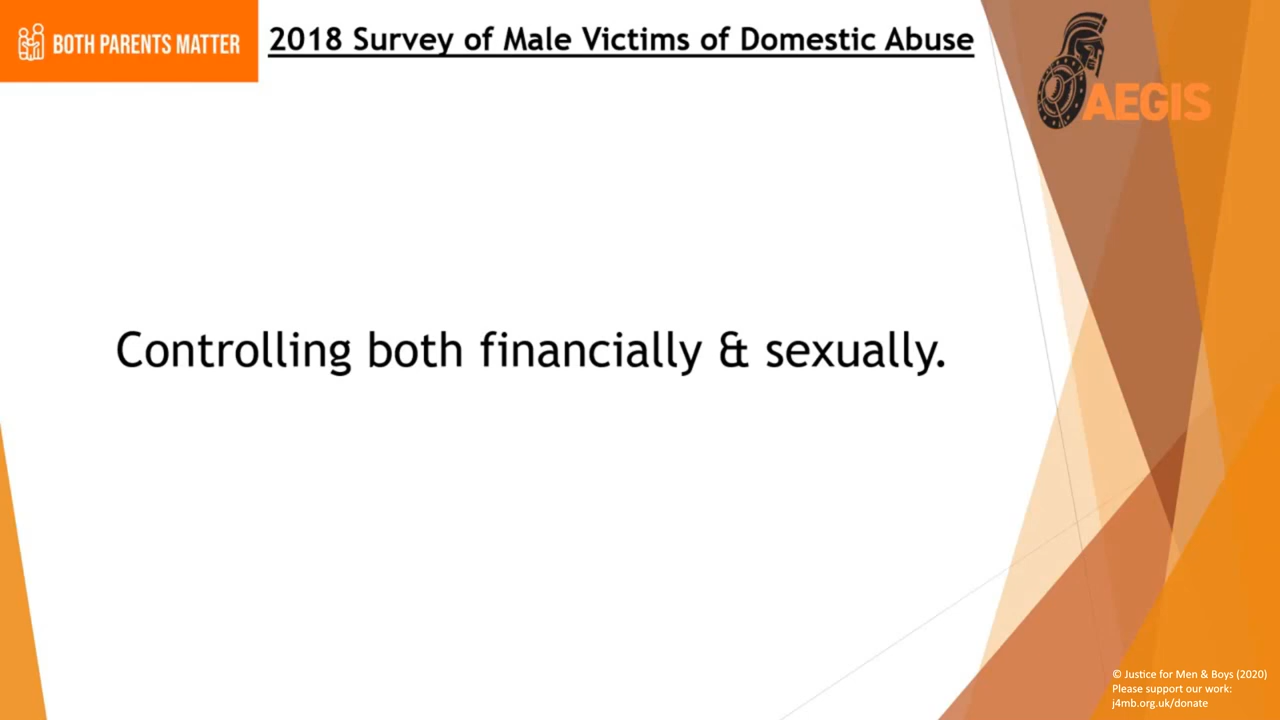 BOTH PARENTS MATTER
2018 Survey of Male Victims of Domestic Abuse
AEGIS
Controlling both financially & sexually.
© Justice for Men & Boys (2020)
Please support our work:
j4mb.org.uk/donate